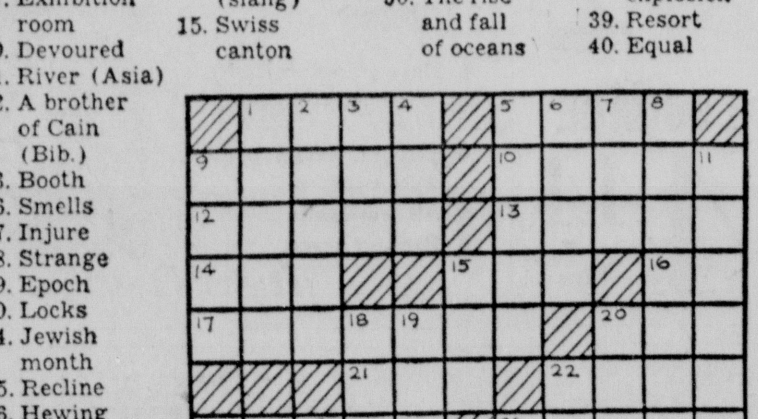 room
. Devoured
. River (Asia)
. A brother
of Cain
(Bib.)
. Booth
. Smells
. Injure
. Strange
. Epoch
. Locks
. Jewish
month
. Recline
. Hewing
(slang)
15. Swiss
canton
and fall
of oceans
39. Resort
40. Equal
1 2 3 4 5 6 7 8
9 10 11
12 13
14 15 16
17 18 19 20
21 22